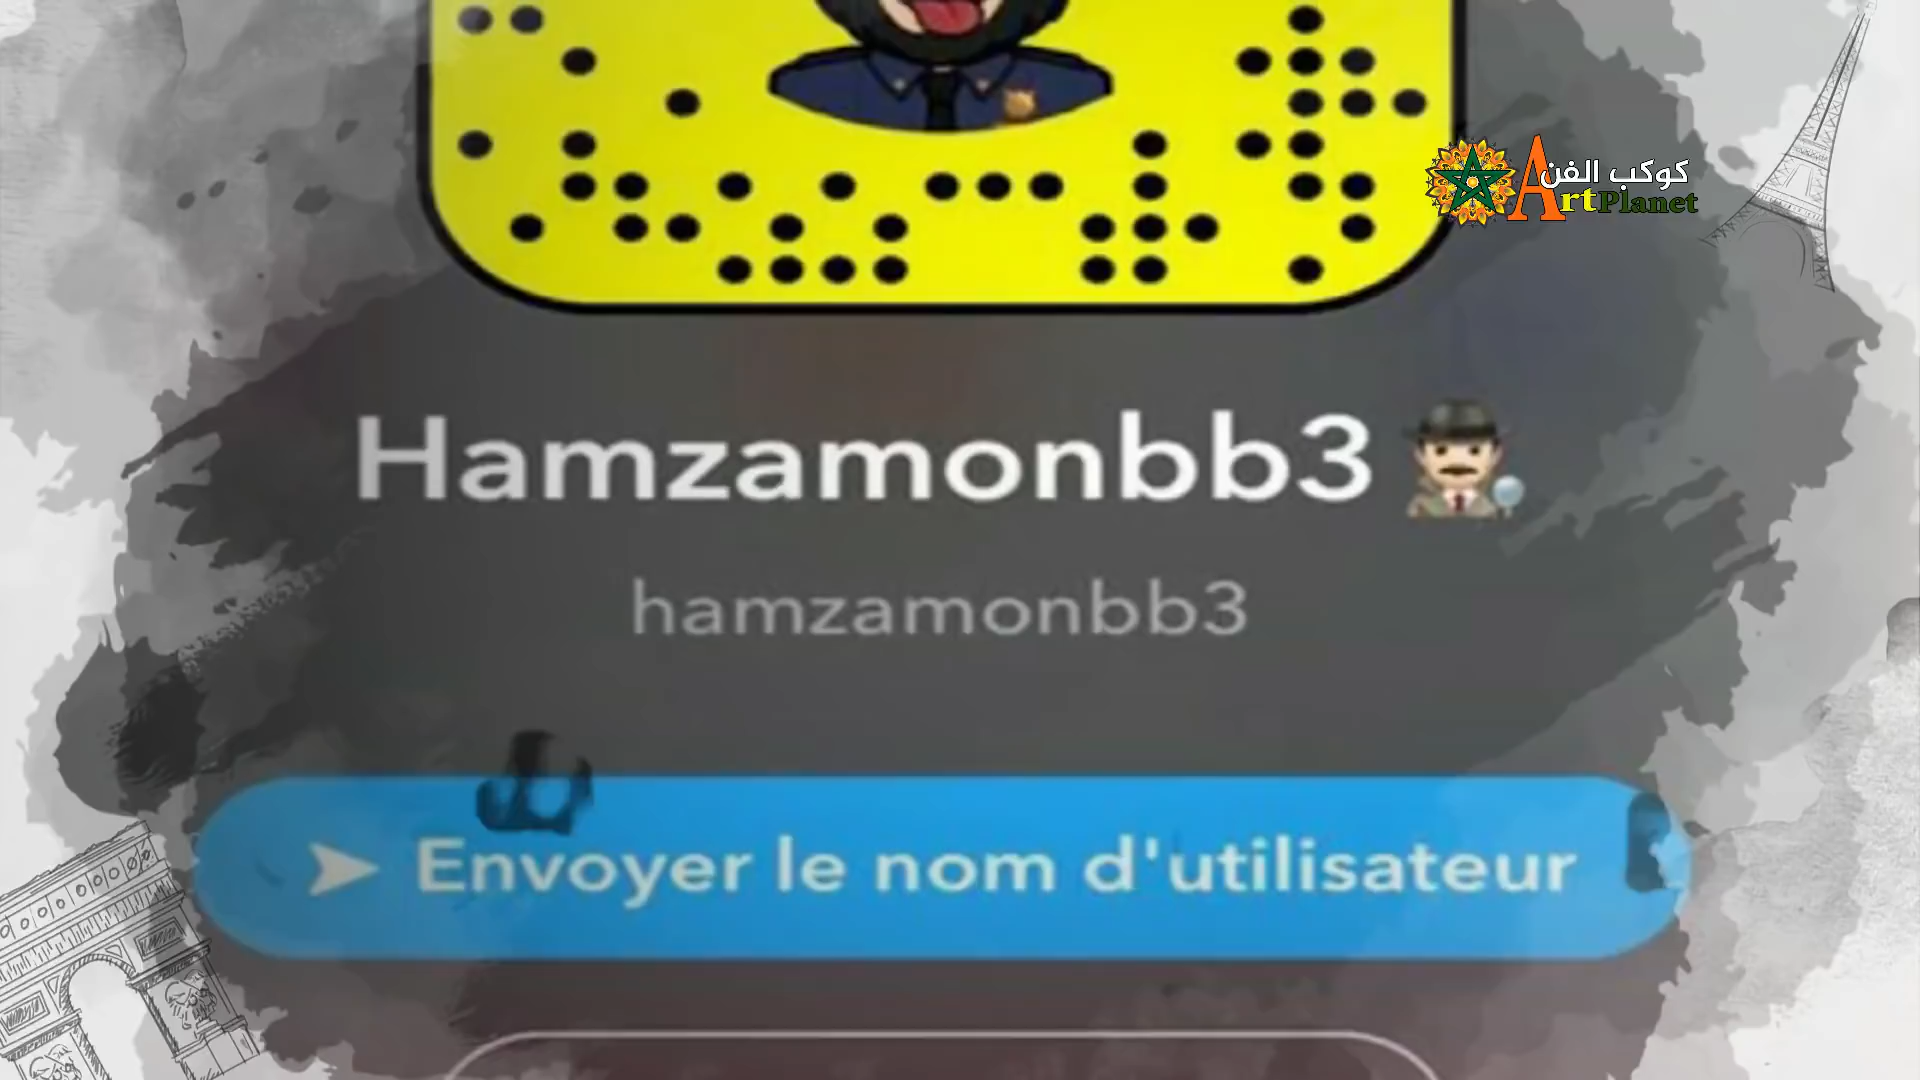 كوكب الفن
ArtPlanet
Hamzamonbb3
hamzamonbb3
Envoyer le nom d'utilisateur